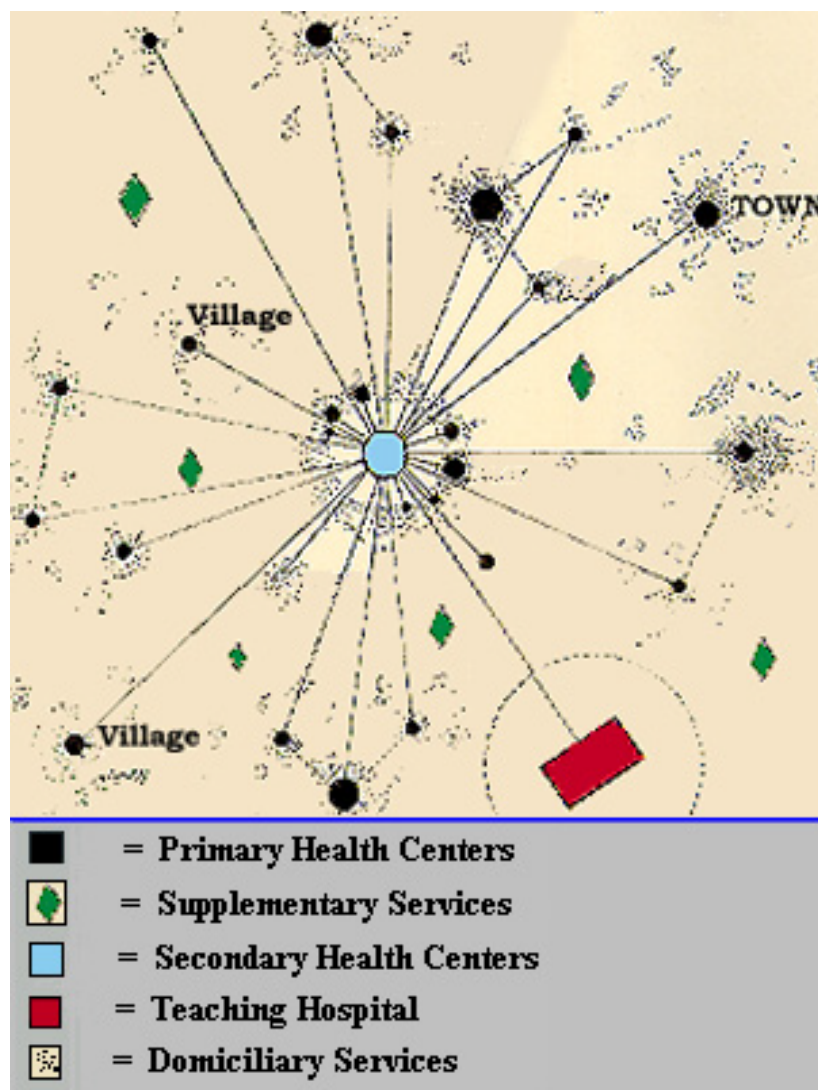 TOWN
Village
Village
= Primary Health Centers
= Supplementary Services
= Secondary Health Centers
= Teaching Hospital
= Domiciliary Services